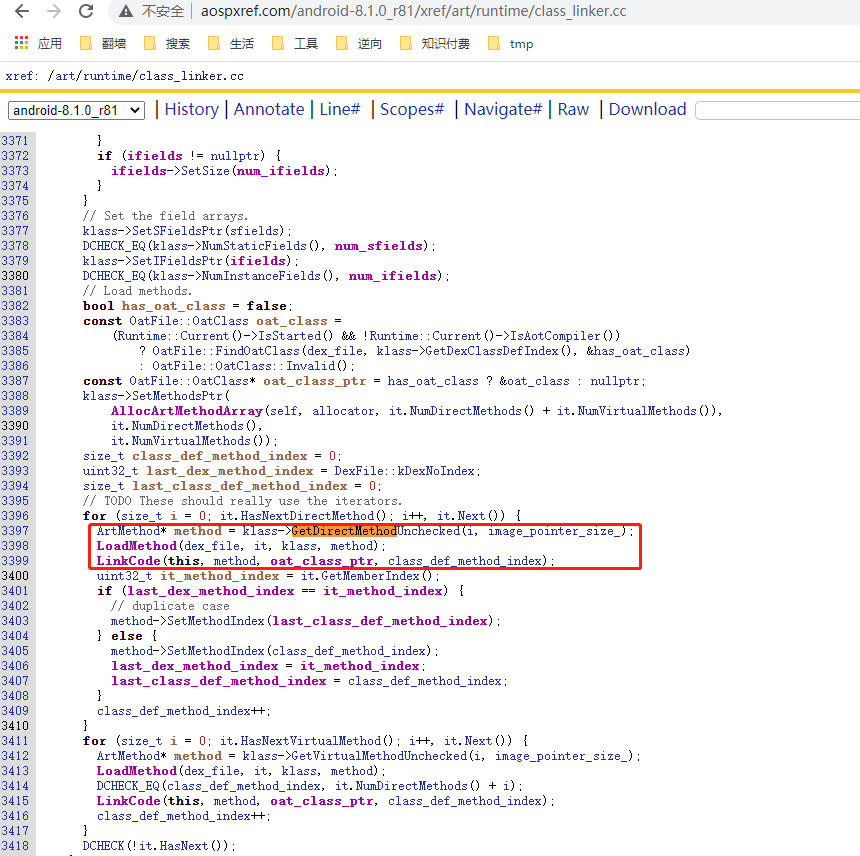 不安全 aospxref.com/android-8.1.0_r81/xref/art/runtime/class_linker.cc
应用 翻墙 搜索 生活 工具 逆向 知识付费 tmp
xref: /art/runtime/class_linker.cc
android-8.1.0_r81 | History | Annotate | Line# | Scopes# | Navigate# | Raw | Download
3371 }
3372 if (ifields != nullptr) {
3373 ifields->SetSize(num_ifields);
3374 }
3375 }
3376 // Set the field arrays.
3377 klass->SetSFieldsPtr(sfields);
3378 DCHECK_EQ(klass->NumStaticFields(), num_sfields);
3379 klass->SetIFieldsPtr(ifields);
3380 DCHECK_EQ(klass->NumInstanceFields(), num_ifields);
3381 // Load methods.
3382 bool has_oat_class = false;
3383 const OatFile::OatClass oat_class =
3384 (Runtime::Current()->IsStarted() && !Runtime::Current()->IsAotCompiler())
3385 ? OatFile::FindOatClass(dex_file, klass->GetDexClassDefIndex(), &has_oat_class)
3386 : OatFile::OatClass::Invalid();
3387 const OatFile::OatClass* oat_class_ptr = has_oat_class ? &oat_class : nullptr;
3388 klass->SetMethodsPtr(
3389 AllocArtMethodArray(self, allocator, it.NumDirectMethods() + it.NumVirtualMethods()),
3390 it.NumDirectMethods(),
3391 it.NumVirtualMethods());
3392 size_t class_def_method_index = 0;
3393 uint32_t last_dex_method_index = DexFile::kDexNoIndex;
3394 size_t last_class_def_method_index = 0;
3395 // TODO These should really use the iterators.
3396 for (size_t i = 0; it.HasNextDirectMethod(); i++, it.Next()) {
3397 ArtMethod* method = klass->GetDirectMethodUnchecked(i, image_pointer_size_);
3398 LoadMethod(dex_file, it, klass, method);
3399 LinkCode(this, method, oat_class_ptr, class_def_method_index);
3400 uint32_t it_method_index = it.GetMemberIndex();
3401 if (last_dex_method_index == it_method_index) {
3402 // duplicate case
3403 method->SetMethodIndex(last_class_def_method_index);
3404 } else {
3405 method->SetMethodIndex(class_def_method_index);
3406 last_dex_method_index = it_method_index;
3407 last_class_def_method_index = class_def_method_index;
3408 }
3409 class_def_method_index++;
3410 }
3411 for (size_t i = 0; it.HasNextVirtualMethod(); i++, it.Next()) {
3412 ArtMethod* method = klass->GetVirtualMethodUnchecked(i, image_pointer_size_);
3413 LoadMethod(dex_file, it, klass, method);
3414 DCHECK_EQ(class_def_method_index, it.NumDirectMethods() + i);
3415 LinkCode(this, method, oat_class_ptr, class_def_method_index);
3416 class_def_method_index++;
3417 }
3418 DCHECK(!it.HasNext());